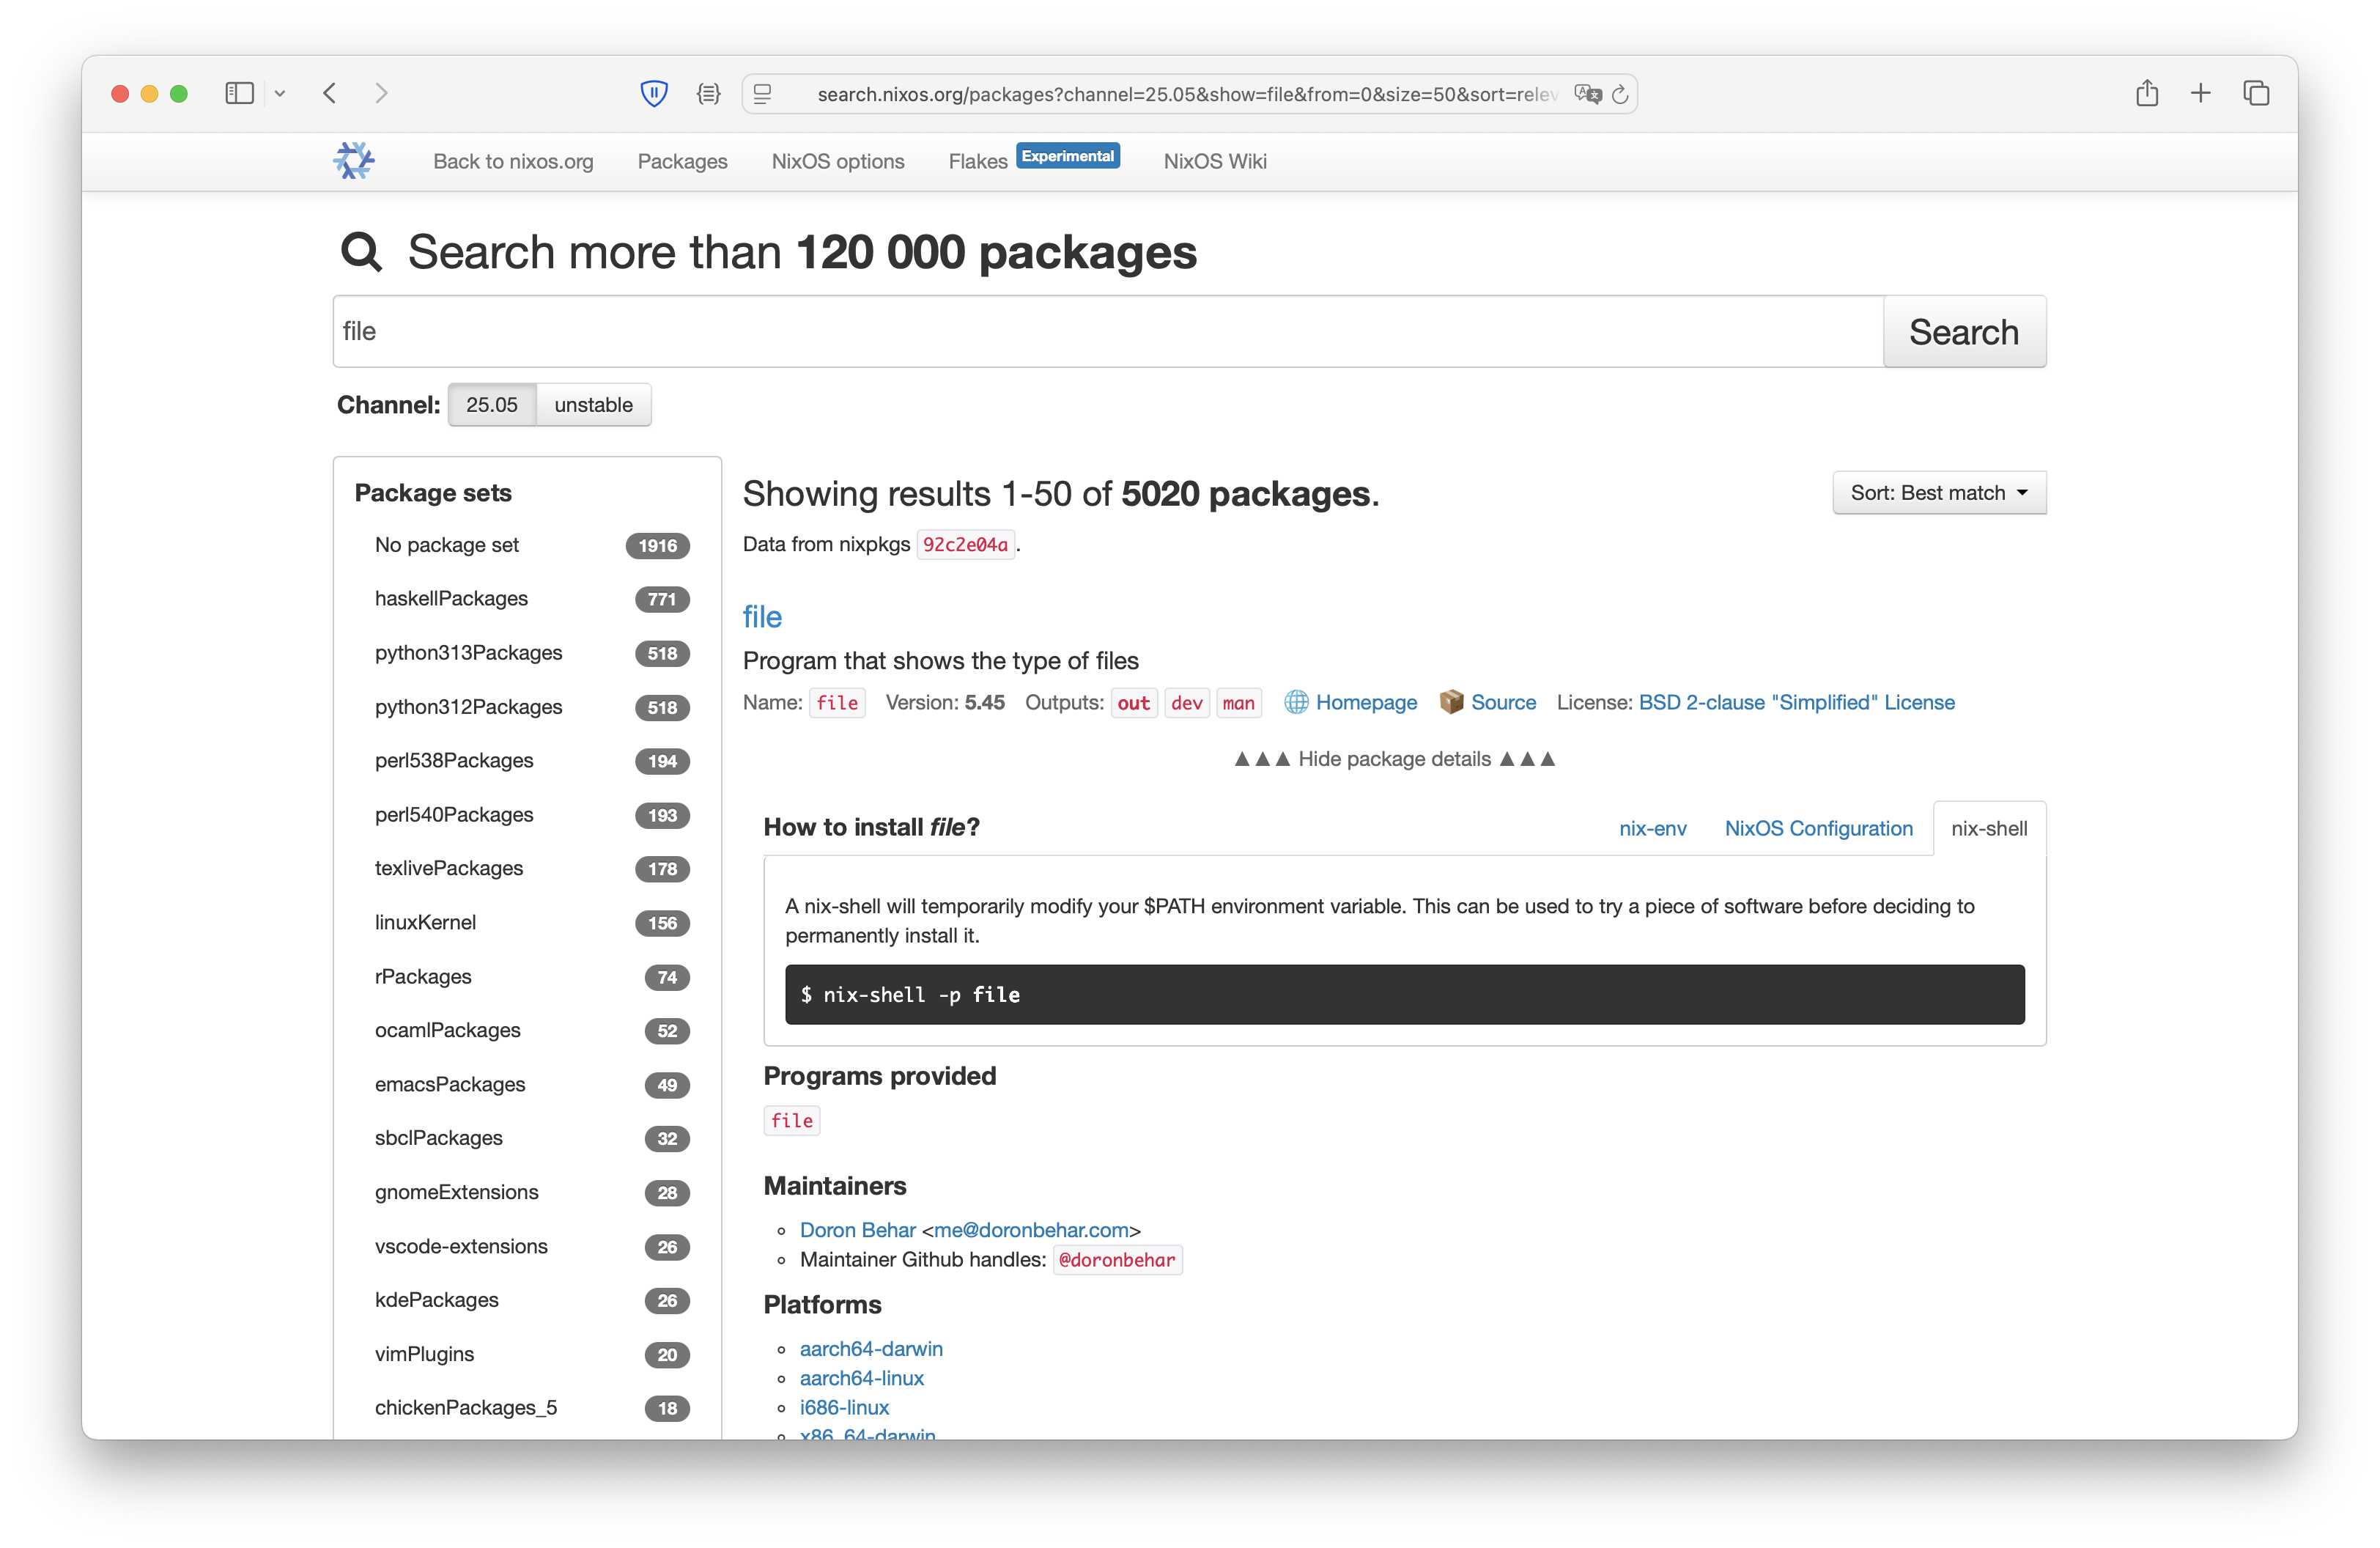 search.nixos.org/packages?channel=25.05&show=file&from=0&size=50&sort=relev
Back to nixos.org Packages NixOS options Flakes Experimental NixOS Wiki
Search more than 120 000 packages
file
Search
Channel: 25.05 unstable
Package sets
No package set 1916
haskellPackages 771
python313Packages 518
python312Packages 518
perl538Packages 194
perl540Packages 193
texlivePackages 178
linuxKernel 156
rPackages 74
ocamlPackages 52
emacsPackages 49
sbclPackages 32
gnomeExtensions 28
vscode-extensions 26
kdePackages 26
vimPlugins 20
chickenPackages_5 18
Showing results 1-50 of 5020 packages.
Sort: Best match
Data from nixpkgs 92c2e04a.
file
Program that shows the type of files
Name: file Version: 5.45 Outputs: out dev man Homepage Source License: BSD 2-clause "Simplified" License
▲▲▲ Hide package details ▲▲▲
How to install file?
nix-env NixOS Configuration nix-shell
A nix-shell will temporarily modify your $PATH environment variable. This can be used to try a piece of software before deciding to
permanently install it.
$ nix-shell -p file
Programs provided
file
Maintainers
Doron Behar <me@doronbehar.com>
Maintainer Github handles: @doronbehar
Platforms
aarch64-darwin
aarch64-linux
i686-linux
x86_64-darwin